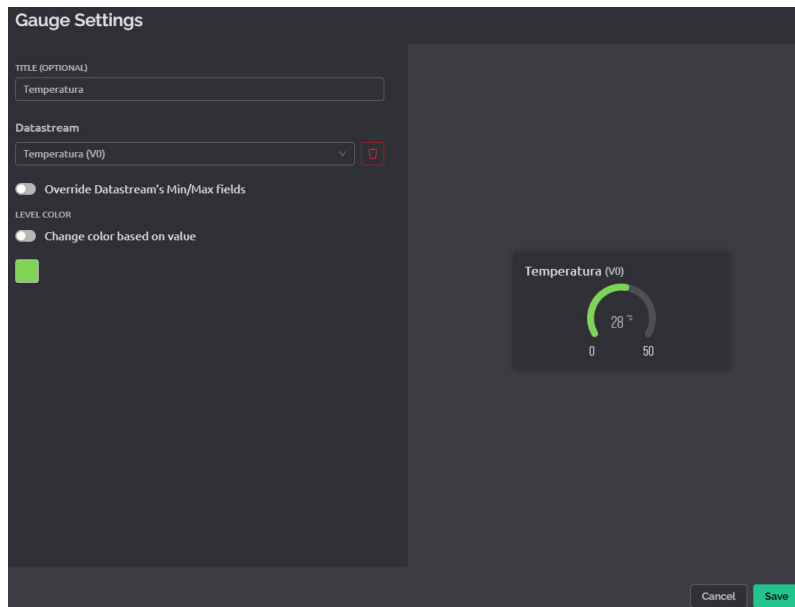 Gauge Settings
TITLE (OPTIONAL)
Temperatura
Datastream
Temperatura (V0)
Override Datastream's Min/Max fields
LEVEL COLOR
Change color based on value
Temperatura (V0)
28 °C
0 50
Cancel Save